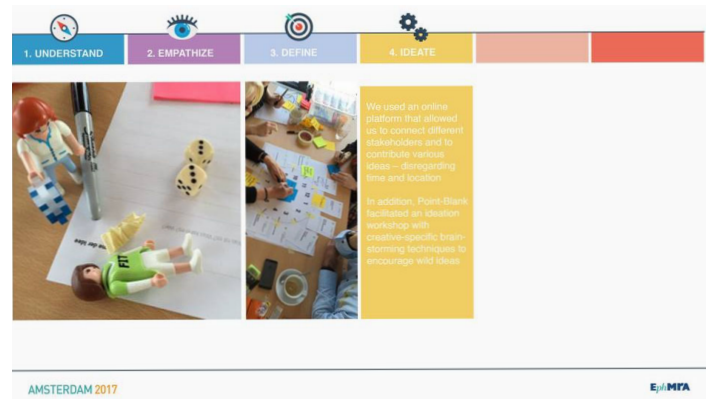 1. UNDERSTAND
2. EMPATHIZE
3. DEFINE
4. IDEATE
We used an online
platform that allowed
us to connect different
stakeholders and to
contribute various
ideas – disregarding
time and location
In addition, Point-Blank
facilitated an ideation
workshop with
creative-specific brain-
storming techniques to
encourage wild ideas
FIT
AMSTERDAM 2017
EphMRA